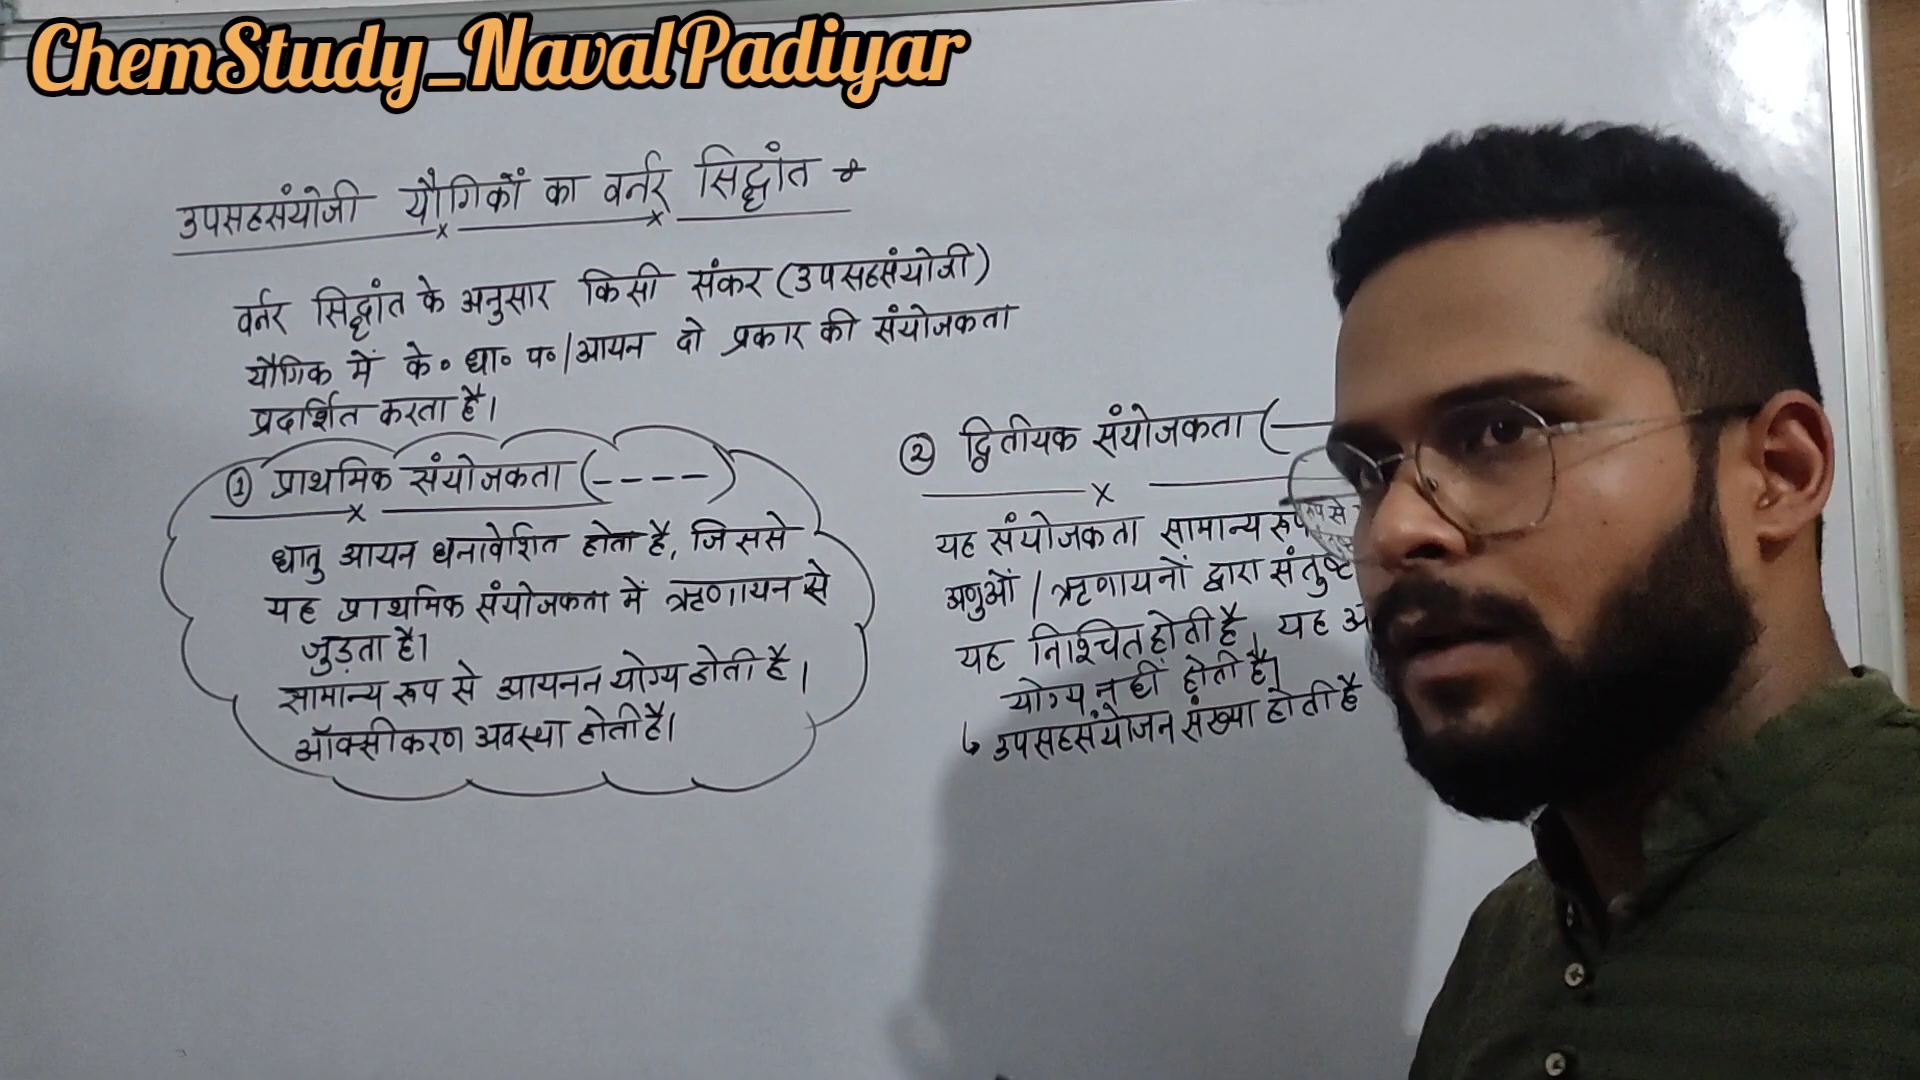 ChemStudy_NavalPadiyar
उपसहसंयोजी यौगिकों का वर्नर सिद्धांत
वर्नर सिद्धांत के अनुसार किसी संकर (उपसहसंयोजी)
यौगिक में के० धा० प०/आयन दो प्रकार की संयोजकता
प्रदर्शित करता है।
① प्राथमिक संयोजकता (----)
धातु आयन धनावेशित होता है, जिससे
यह प्राथमिक संयोजकता में ऋणायन से
जुड़ता है।
सामान्य रूप से आयनन योग्य होती है।
ऑक्सीकरण अवस्था होती है।
② द्वितीयक संयोजकता (—
यह संयोजकता सामान्य रूप से
अणुओं / ऋणायनों द्वारा संतुष्ट
यह निश्चित होती है, यह
योग्य नहीं होती है।
↳ उपसहसंयोजन संख्या होती है